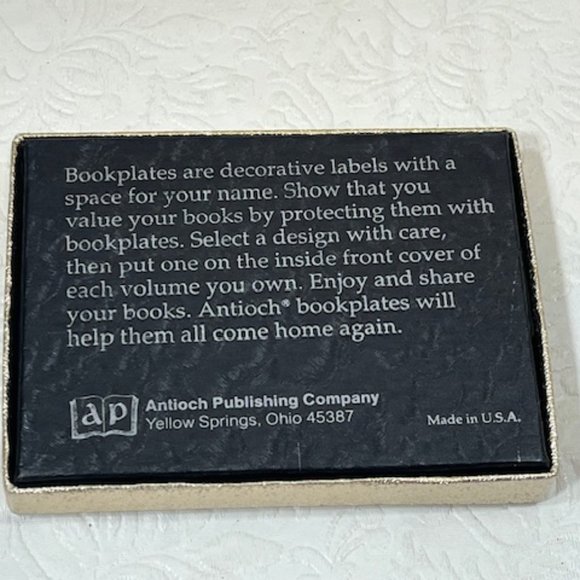 Bookplates are decorative labels with a
space for your name. Show that you
value your books by protecting them with
bookplates. Select a design with care,
then put one on the inside front cover of
each volume you own. Enjoy and share
your books. Antioch® bookplates will
help them all come home again.
ap
Antioch Publishing Company
Yellow Springs, Ohio 45387
Made in U.S.A.